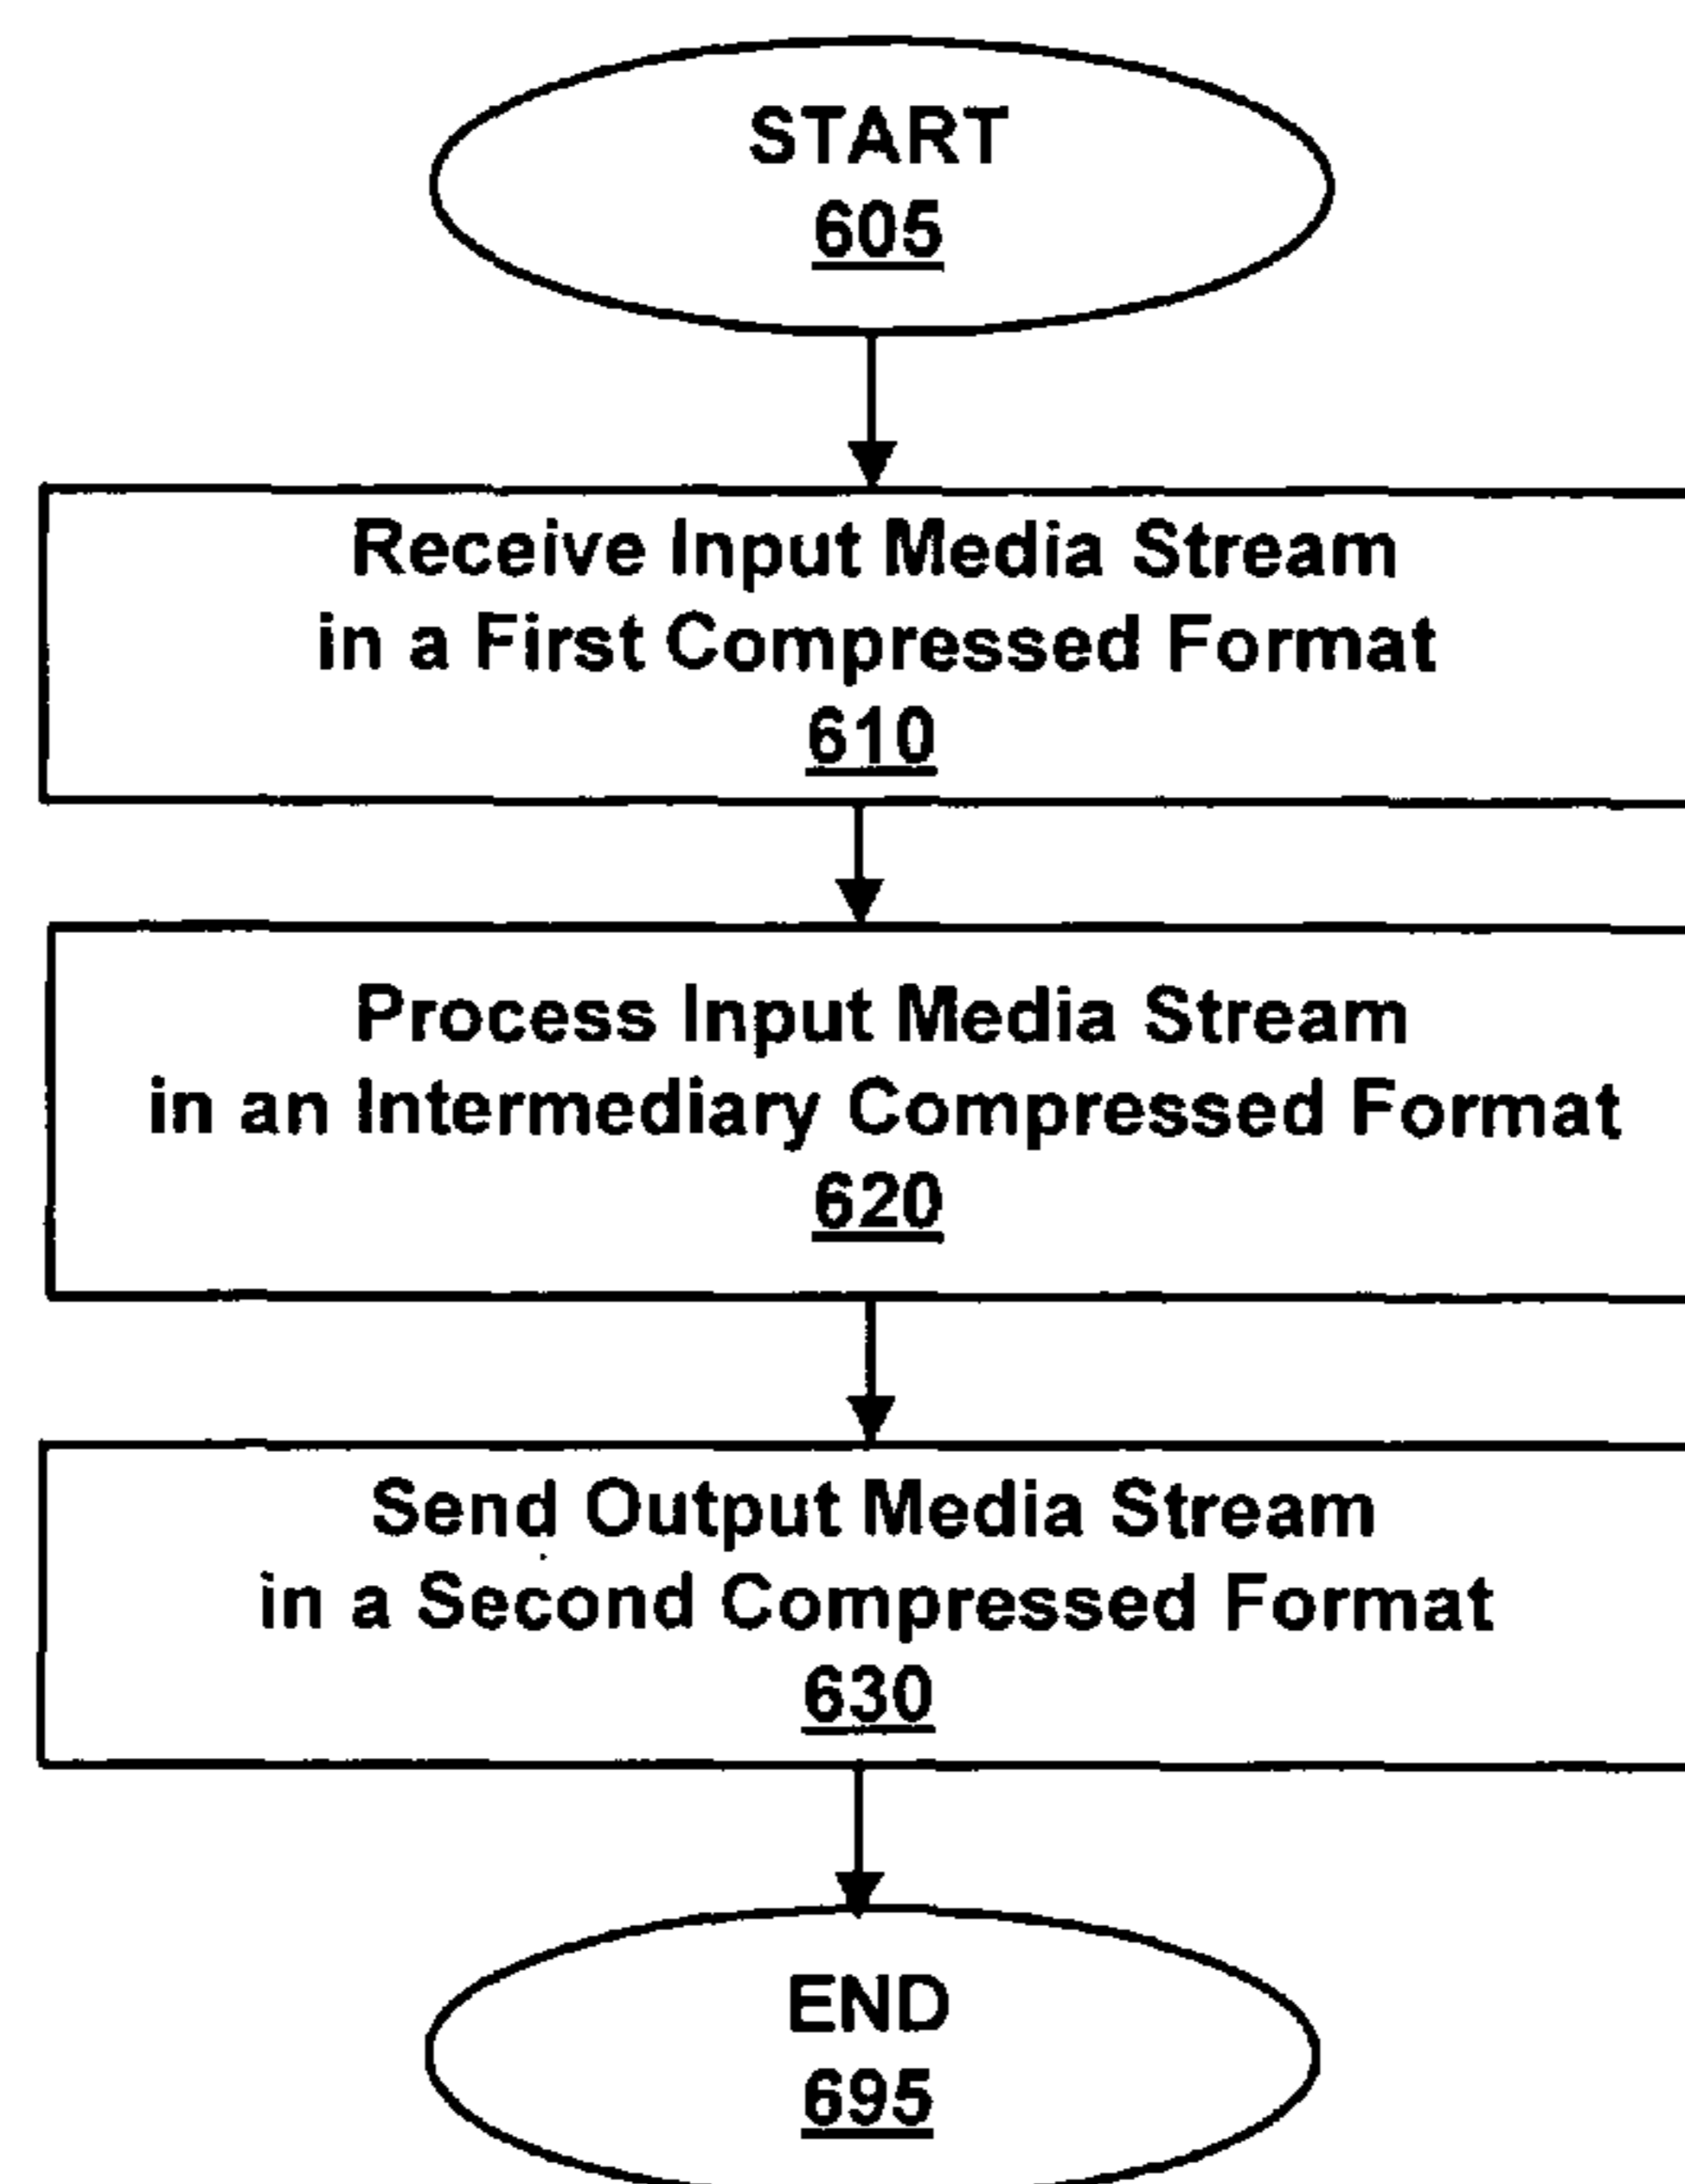 START
605
Receive Input Media Stream
in a First Compressed Format
610
Process Input Media Stream
in an Intermediary Compressed Format
620
Send Output Media Stream
in a Second Compressed Format
630
END
695